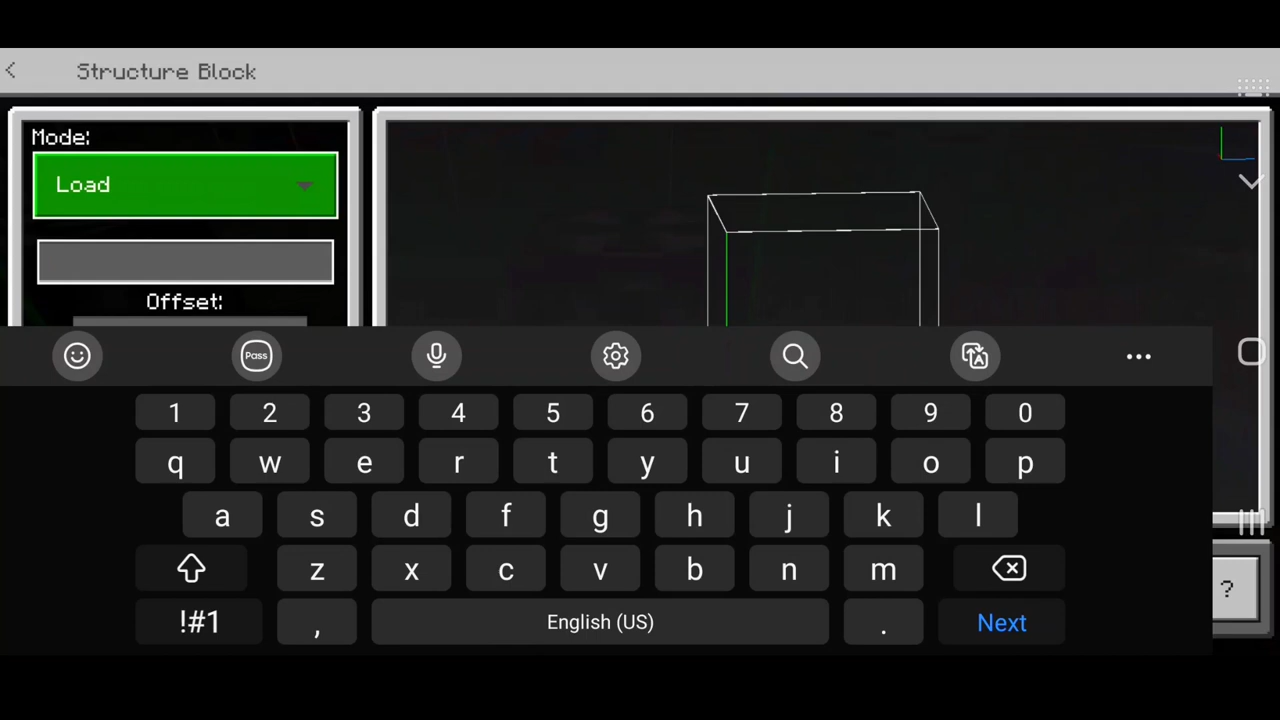 Structure Block
Mode:
Load
Offset:
Pass
1 2 3 4 5 6 7 8 9 0
q w e r t y u i o p
a s d f g h j k l
z x c v b n m
!#1 , English (US) . Next
?